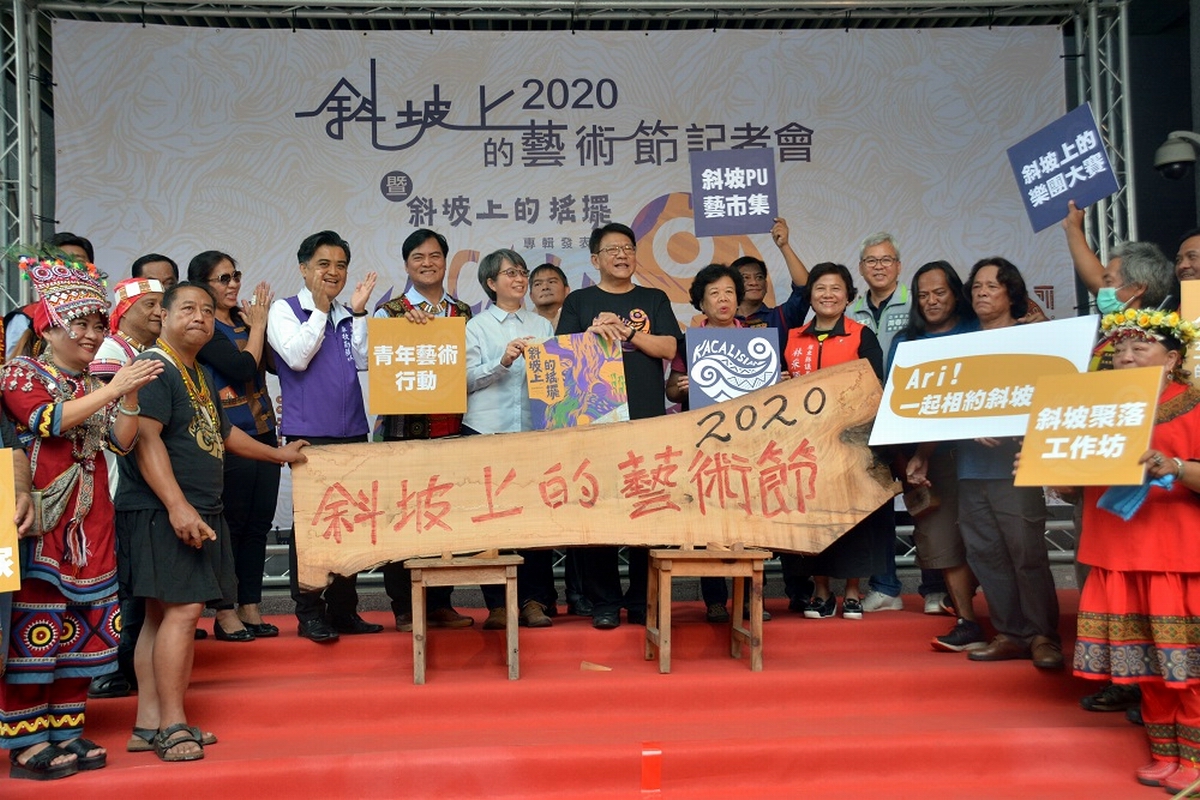 斜坡上2020
的藝術節記者會
暨斜坡上的搖擺
專輯發表
斜坡PU
藝市集
斜坡上的
樂團大賽
青年藝術
行動
斜坡上
的搖擺
KACALISIAN
Ari!
一起相約斜坡
斜坡聚落
工作坊
2020
斜坡上的藝術節